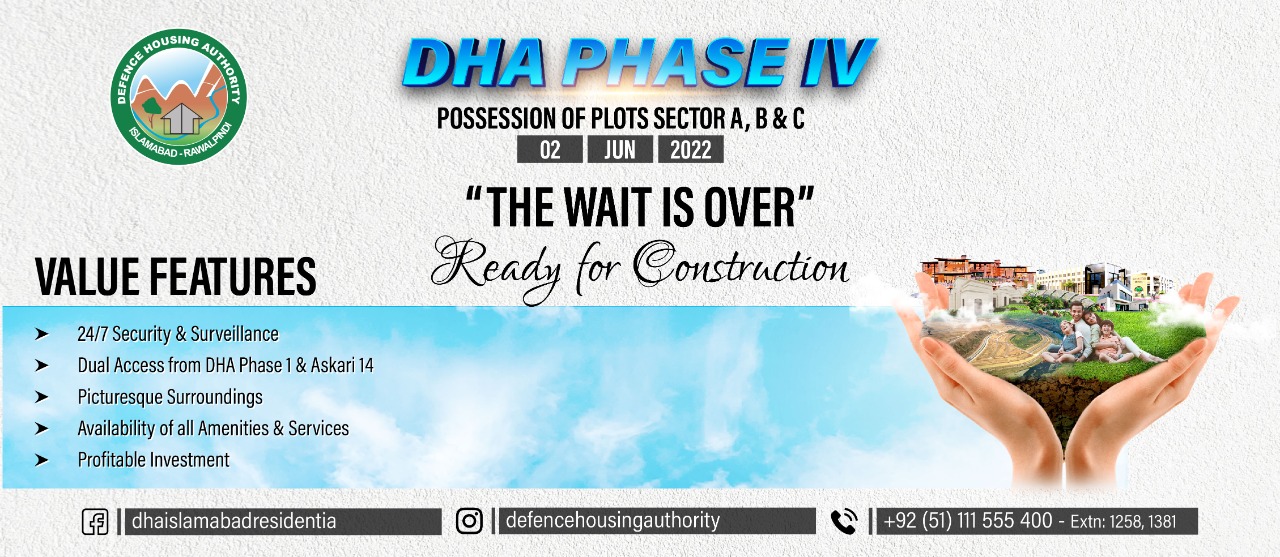 DEFENCE HOUSING AUTHORITY
ISLAMABAD - RAWALPINDI
DHA PHASE IV
POSSESSION OF PLOTS SECTOR A, B & C
02 JUN 2022
"THE WAIT IS OVER"
Ready for Construction
VALUE FEATURES
➤ 24/7 Security & Surveillance
➤ Dual Access from DHA Phase 1 & Askari 14
➤ Picturesque Surroundings
➤ Availability of all Amenities & Services
➤ Profitable Investment
dhaislamabadresidentia
defencehousingauthority
+92 (51) 111 555 400 - Extn: 1258, 1381